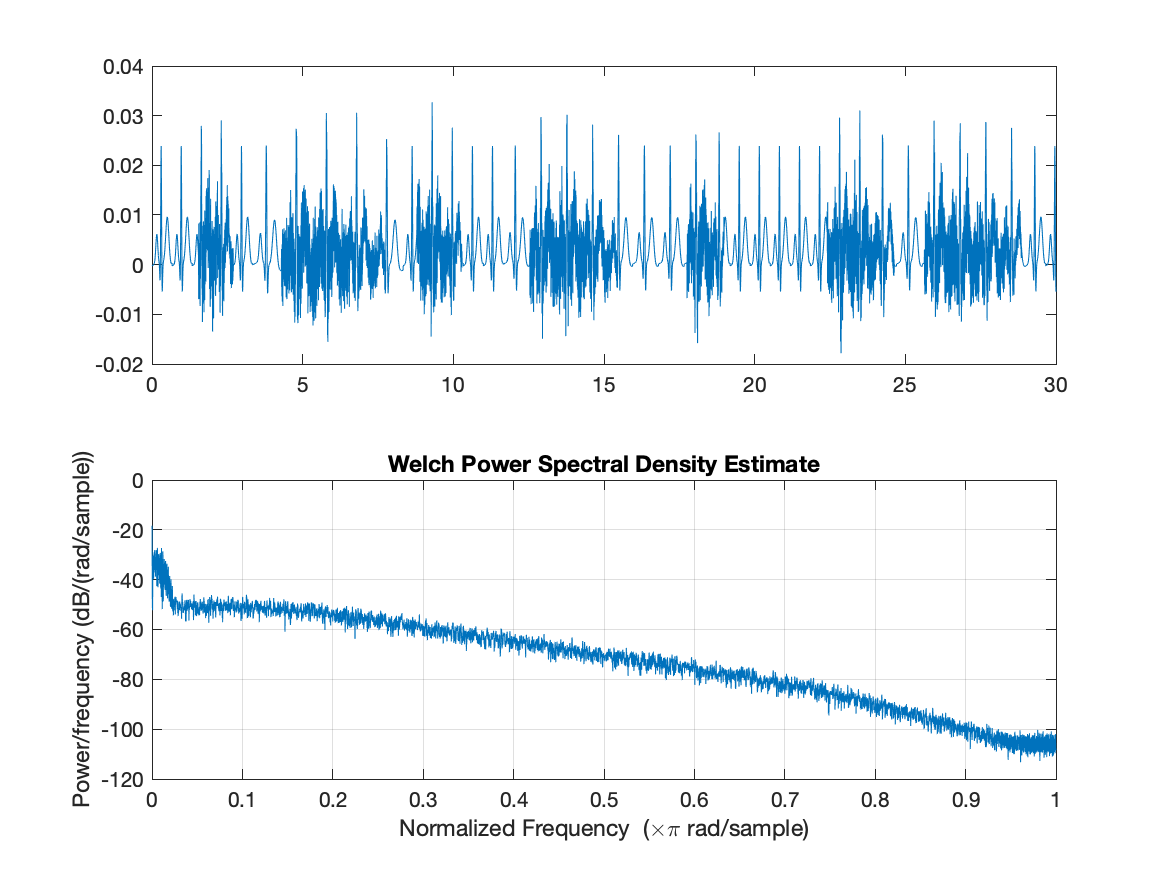 0.04
0.03
0.02
0.01
0
-0.01
-0.02
0 5 10 15 20 25 30
Welch Power Spectral Density Estimate
Power/frequency (dB/(rad/sample))
0
-20
-40
-60
-80
-100
-120
0 0.1 0.2 0.3 0.4 0.5 0.6 0.7 0.8 0.9 1
Normalized Frequency (×π rad/sample)